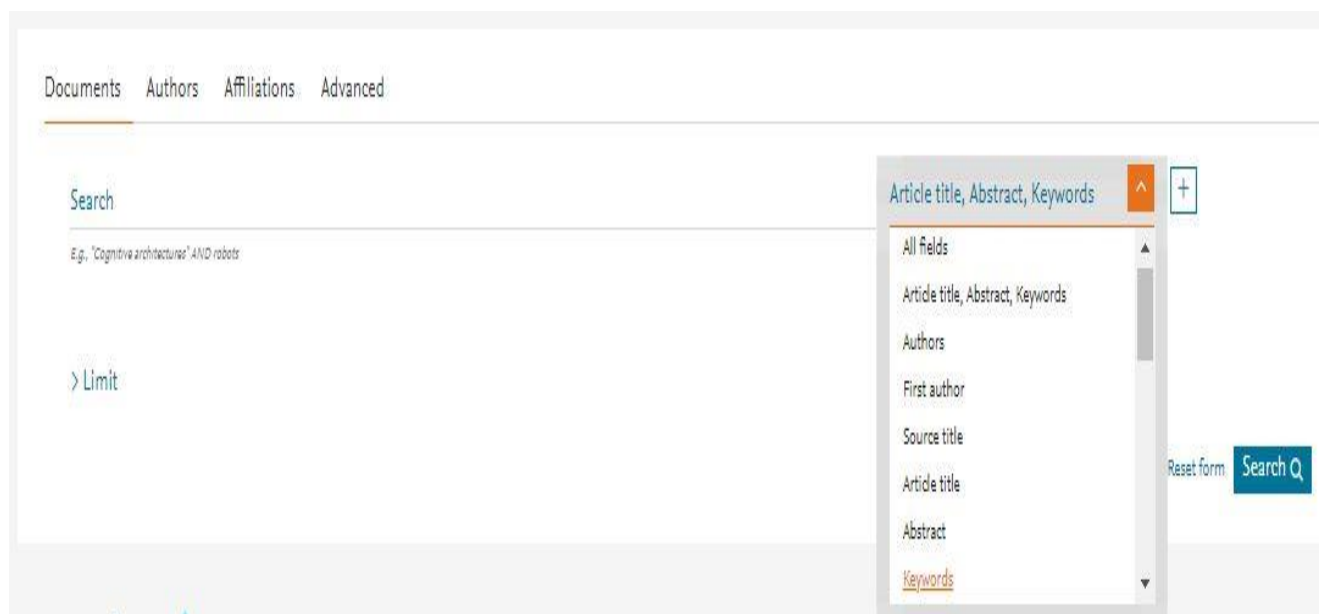 Documents Authors Affiliations Advanced
Search
Article title, Abstract, Keywords
E.g., "Cognitive architectures" AND robots
All fields
Article title, Abstract, Keywords
Authors
> Limit
First author
Source title
Reset form Search
Article title
Abstract
Keywords